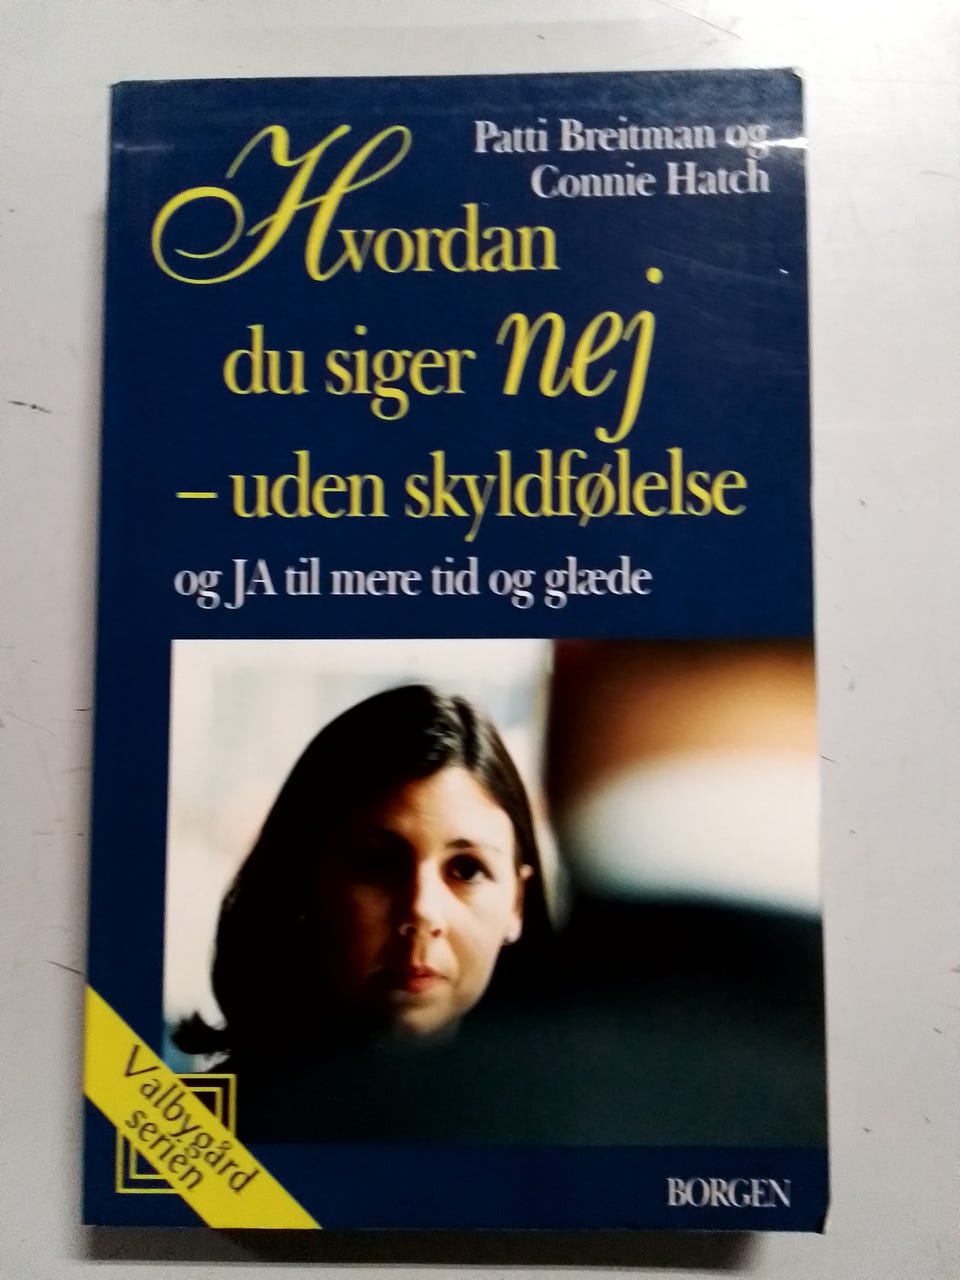 Patti Breitman og
Connie Hatch
Hvordan
du siger nej
– uden skyldfølelse
og JA til mere tid og glæde
Valbygård
serien
BORGEN